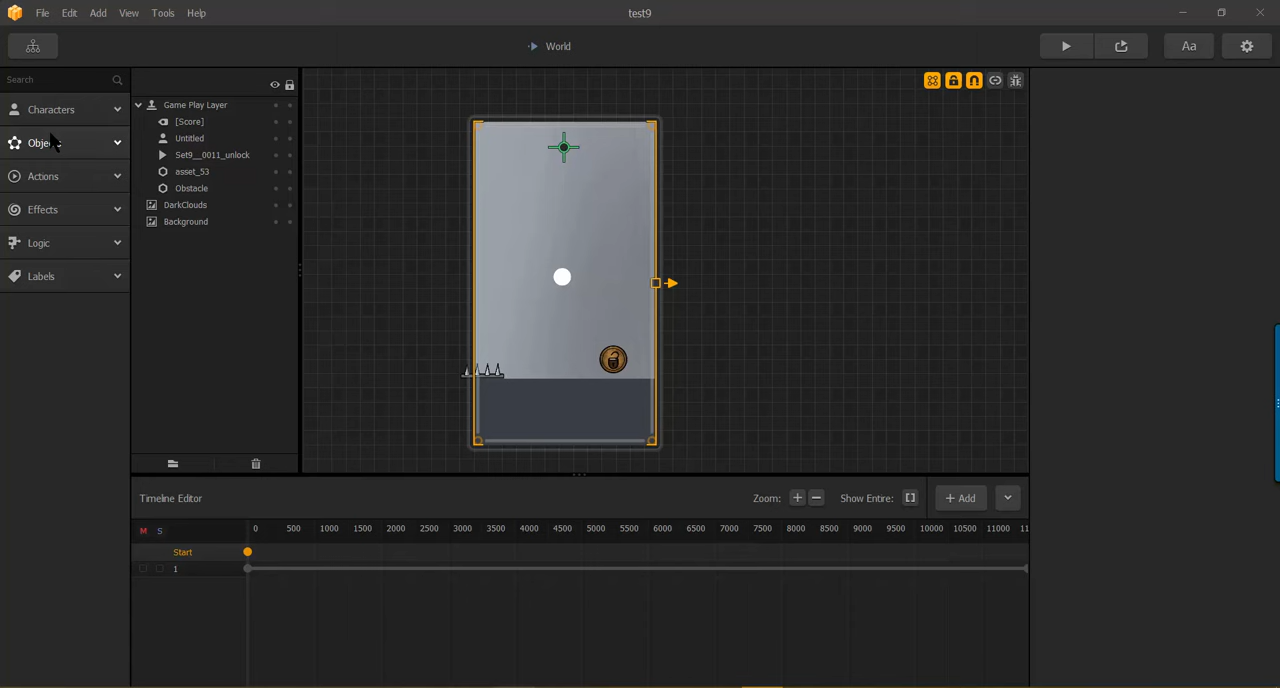 File Edit Add View Tools Help
test9
World
Aa
Search
Characters
Actions
Effects
Logic
Labels
Game Play Layer
[Score]
Untitled
Set9__0011_unlock
asset_53
Obstacle
DarkClouds
Background
Timeline Editor
Zoom:
Show Entire:
+ Add
M S
0 500 1000 1500 2000 2500 3000 3500 4000 4500 5000 5500 6000 6500 7000 7500 8000 8500 9000 9500 10000 10500 11000
Start
1